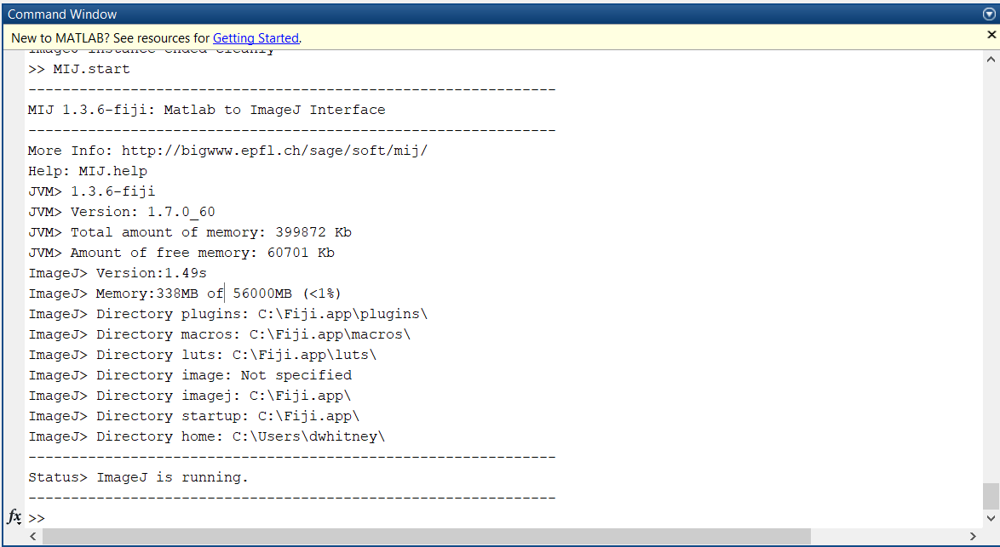 Command Window
New to MATLAB? See resources for Getting Started.
ImageJ instance ended cleanly
>> MIJ.start
--------------------------------------------------------------
MIJ 1.3.6-fiji: Matlab to ImageJ Interface
--------------------------------------------------------------
More Info: http://bigwww.epfl.ch/sage/soft/mij/
Help: MIJ.help
JVM> 1.3.6-fiji
JVM> Version: 1.7.0_60
JVM> Total amount of memory: 399872 Kb
JVM> Amount of free memory: 60701 Kb
ImageJ> Version:1.49s
ImageJ> Memory:338MB of 56000MB (<1%)
ImageJ> Directory plugins: C:\Fiji.app\plugins\
ImageJ> Directory macros: C:\Fiji.app\macros\
ImageJ> Directory luts: C:\Fiji.app\luts\
ImageJ> Directory image: Not specified
ImageJ> Directory imagej: C:\Fiji.app\
ImageJ> Directory startup: C:\Fiji.app\
ImageJ> Directory home: C:\Users\dwhitney\
--------------------------------------------------------------
Status> ImageJ is running.
--------------------------------------------------------------
fx >>